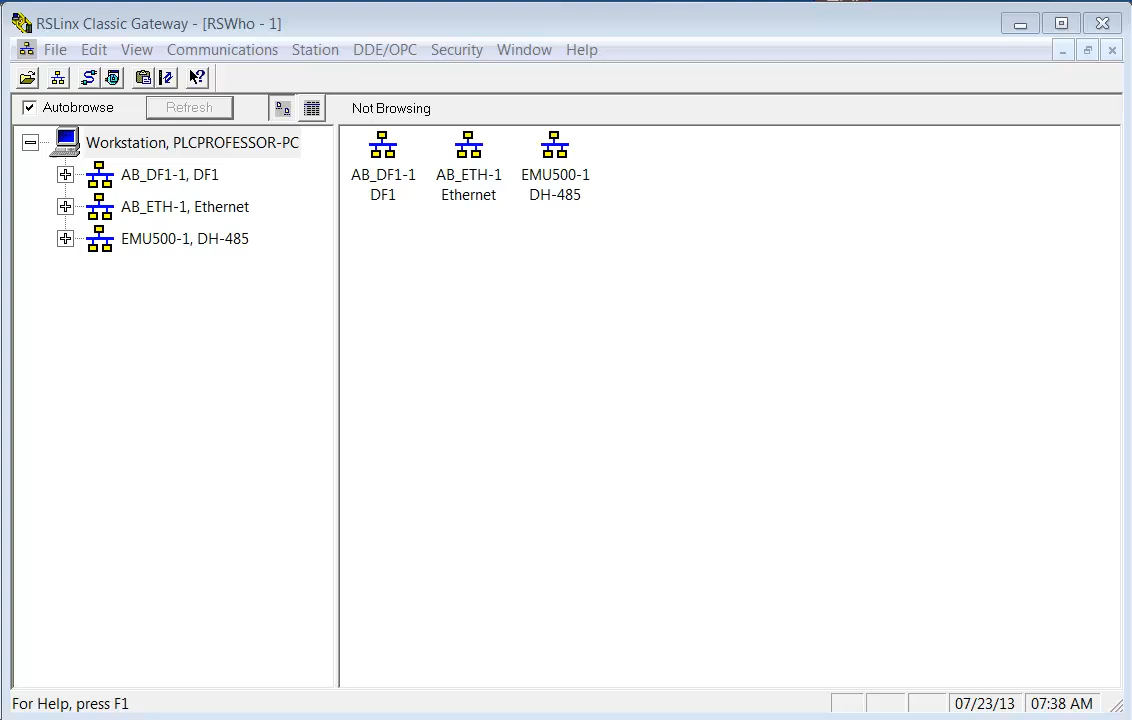 RSLinx Classic Gateway - [RSWho - 1]
File Edit View Communications Station DDE/OPC Security Window Help
Autobrowse Refresh Not Browsing
Workstation, PLCPROFESSOR-PC
AB_DF1-1, DF1
AB_ETH-1, Ethernet
EMU500-1, DH-485
AB_DF1-1 AB_ETH-1 EMU500-1
DF1 Ethernet DH-485
For Help, press F1 07/23/13 07:38 AM